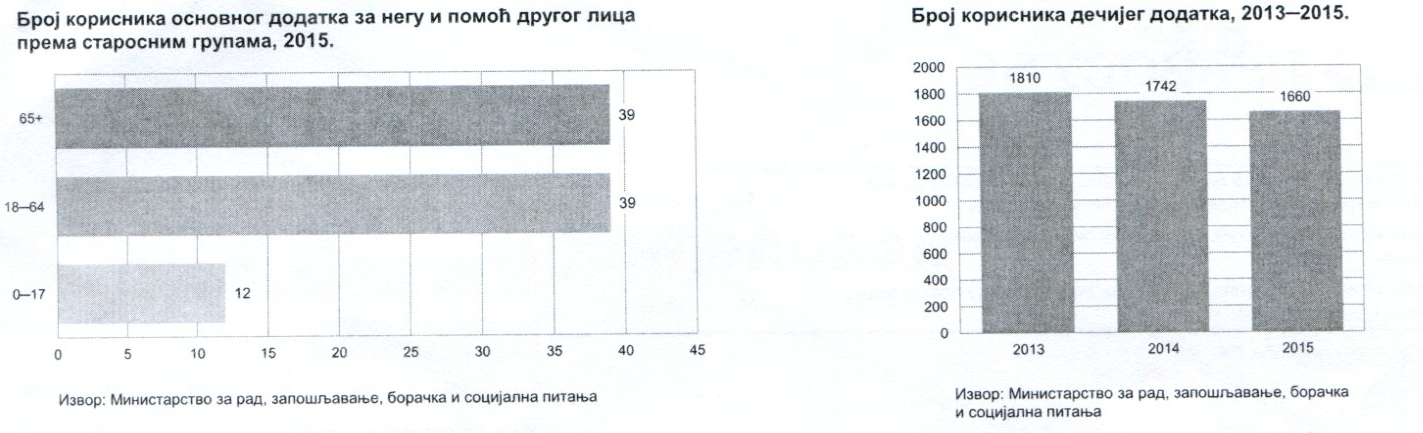 Број корисника основног додатка за негу и помоћ другог лица
према старосним групама, 2015.
65+
39
18–64
39
0–17
12
0 5 10 15 20 25 30 35 40 45
Извор: Министарство за рад, запошљавање, борачка и социјална питања
Број корисника дечијег додатка, 2013–2015.
2000
1800
1600
1400
1200
1000
800
600
400
200
0
1810
1742
1660
2013 2014 2015
Извор: Министарство за рад, запошљавање, борачка
и социјална питања